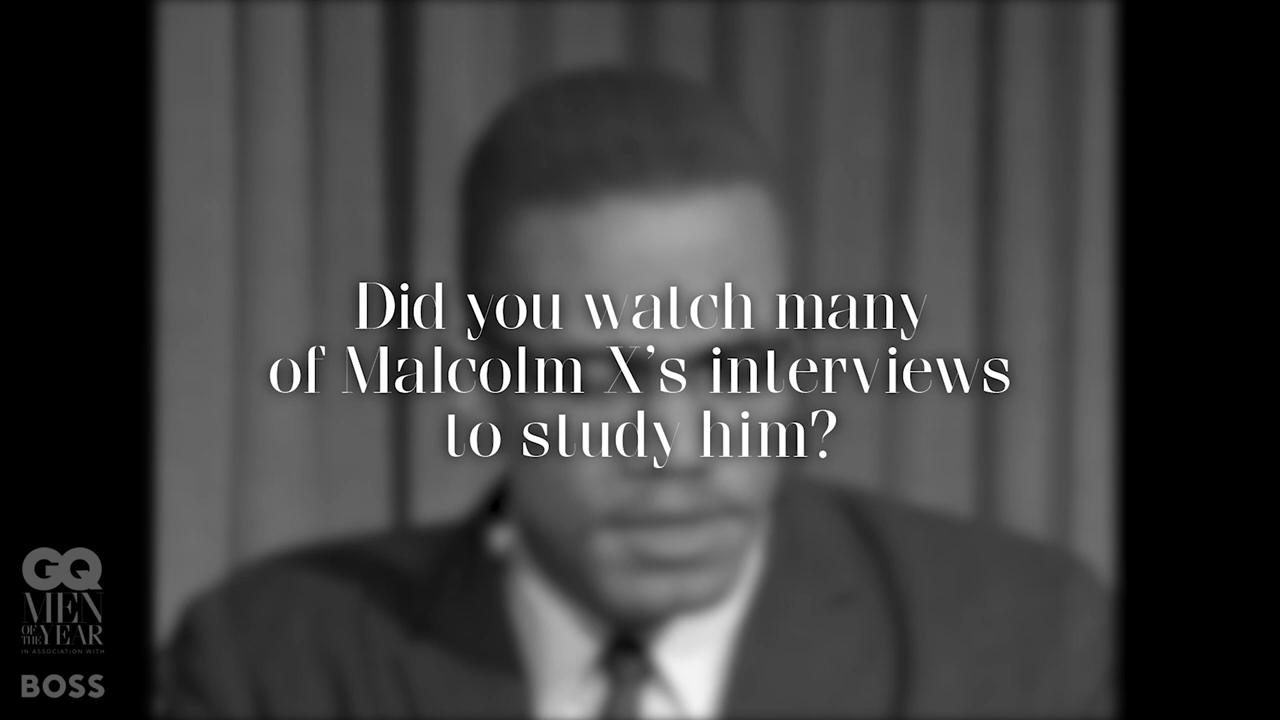 Did you watch many
of Malcolm X's interviews
to study him?
GQ
MEN
OF THE YEAR
IN ASSOCIATION WITH
BOSS